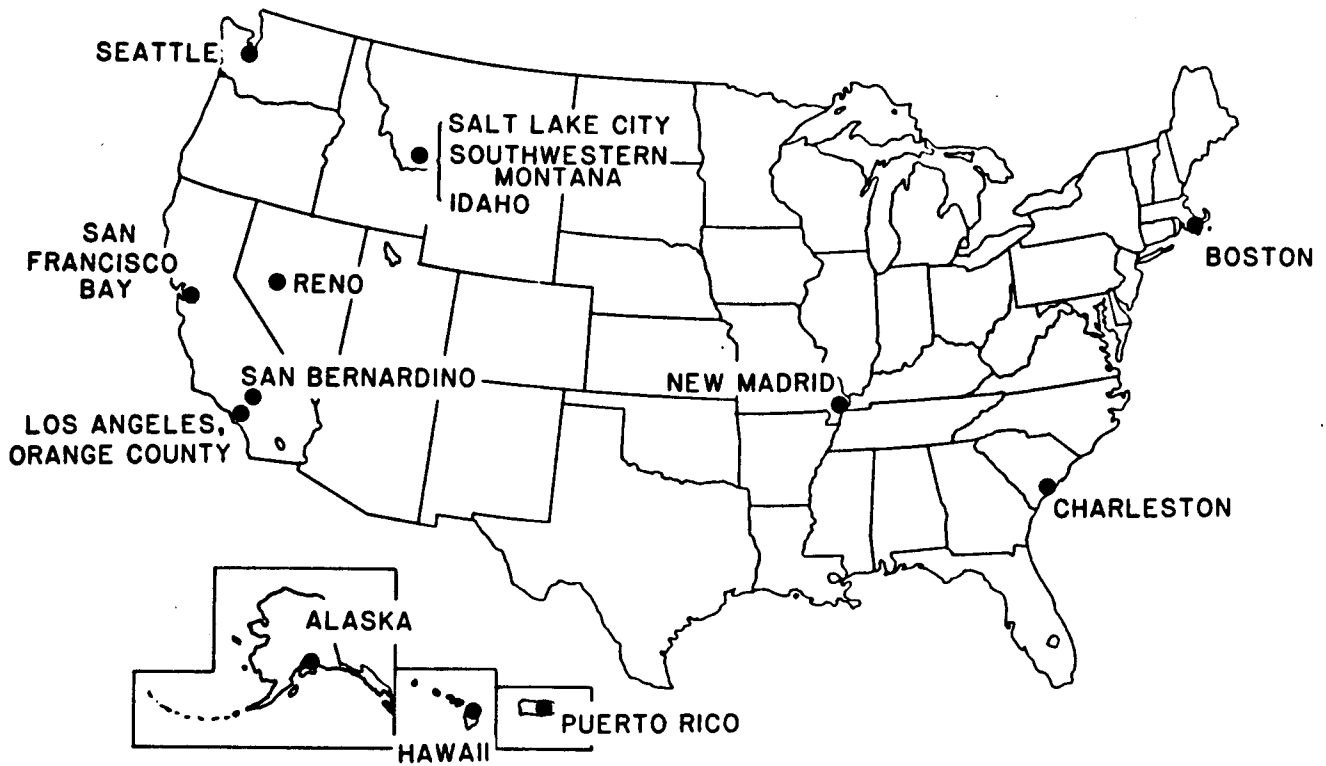 SEATTLE
SALT LAKE CITY
SOUTHWESTERN
MONTANA
IDAHO
SAN
FRANCISCO
BAY
RENO
BOSTON
SAN BERNARDINO
NEW MADRID
LOS ANGELES,
ORANGE COUNTY
CHARLESTON
ALASKA
PUERTO RICO
HAWAII